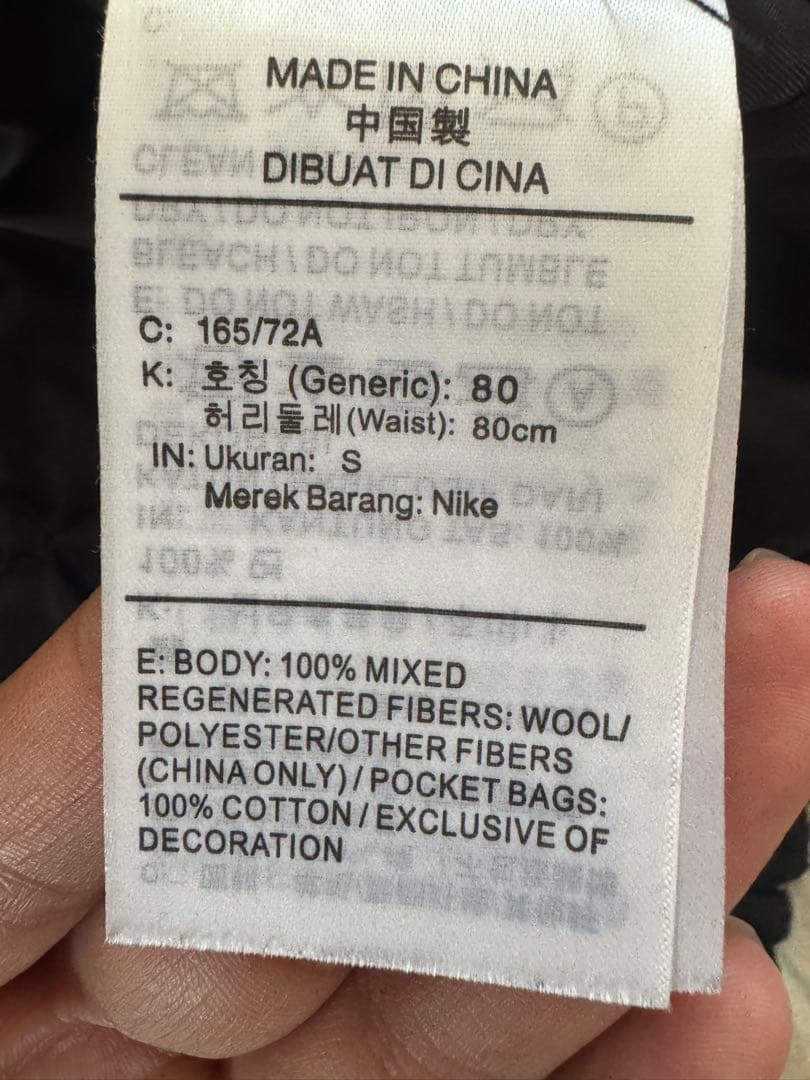 MADE IN CHINA
中国製
DIBUAT DI CINA
C: 165/72A
K: 호칭 (Generic): 80
허리둘레(Waist): 80cm
IN: Ukuran: S
Merek Barang: Nike
E: BODY: 100% MIXED
REGENERATED FIBERS: WOOL/
POLYESTER/OTHER FIBERS
(CHINA ONLY) / POCKET BAGS:
100% COTTON / EXCLUSIVE OF
DECORATION